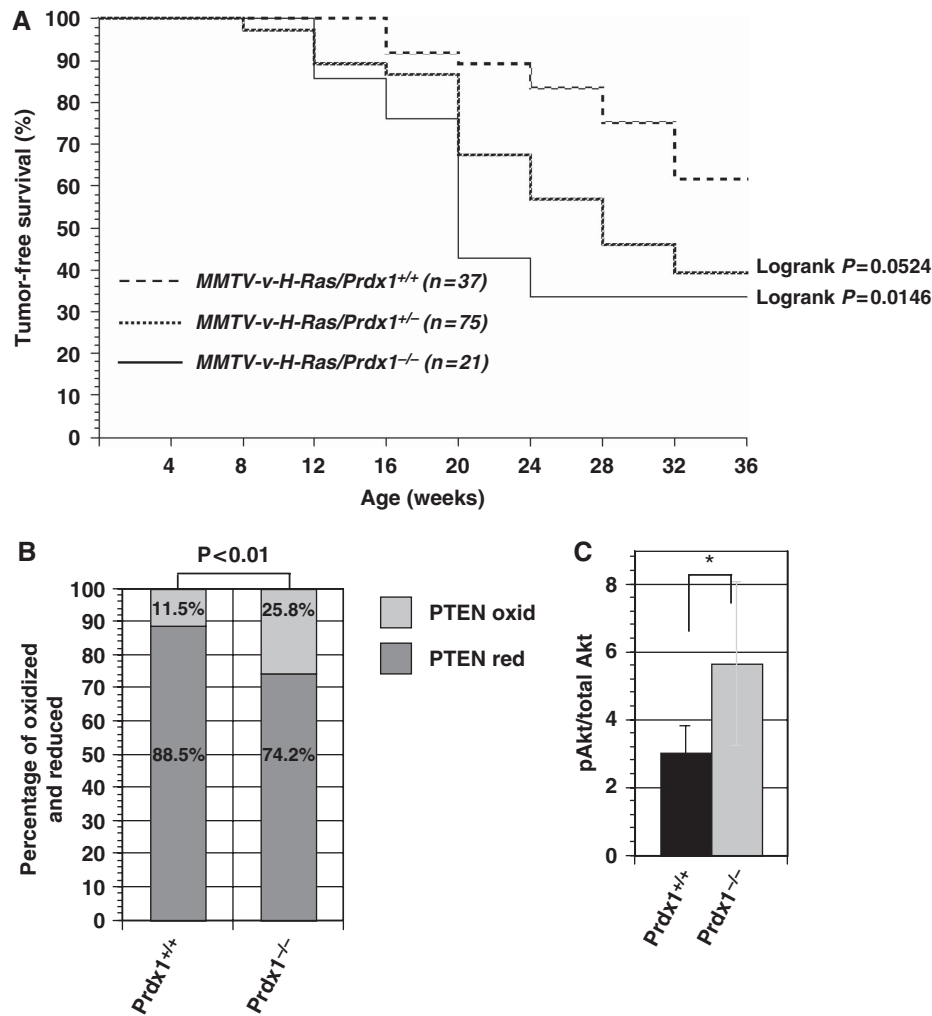 A
Tumor-free survival (%)
100
90
80
70
60
50
40
30
20
10
0
MMTV-v-H-Ras/Prdx1+/+ (n=37)
MMTV-v-H-Ras/Prdx1+/– (n=75)
MMTV-v-H-Ras/Prdx1–/– (n=21)
Logrank P=0.0524
Logrank P=0.0146
4 8 12 16 20 24 28 32 36
Age (weeks)
B
P<0.01
Percentage of oxidized
and reduced
100
90
80
70
60
50
40
30
20
10
0
11.5% 25.8%
88.5% 74.2%
Prdx1+/+ Prdx1–/–
PTEN oxid
PTEN red
C
*
pAkt/total Akt
8
6
4
2
0
Prdx1+/+ Prdx1–/–